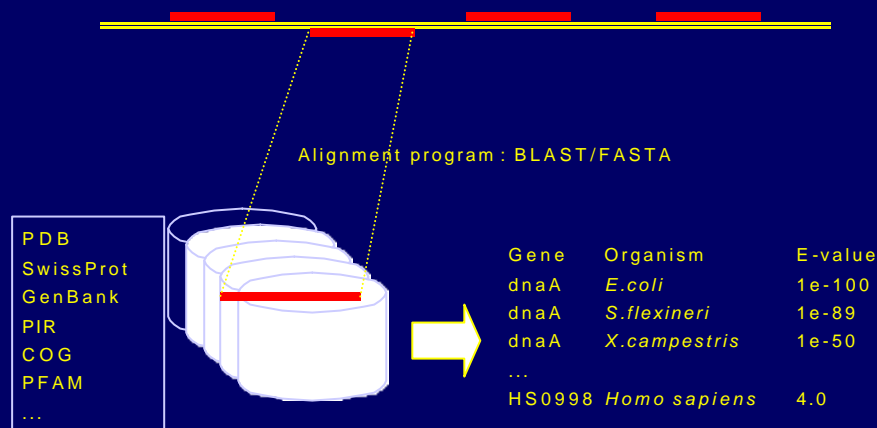 Alignment program : BLAST/FASTA
PDB
SwissProt
GenBank
PIR
COG
PFAM
...
Gene Organism E-value
dnaA E.coli 1e-100
dnaA S.flexineri 1e-89
dnaA X.campestris 1e-50
...
HS0998 Homo sapiens 4.0